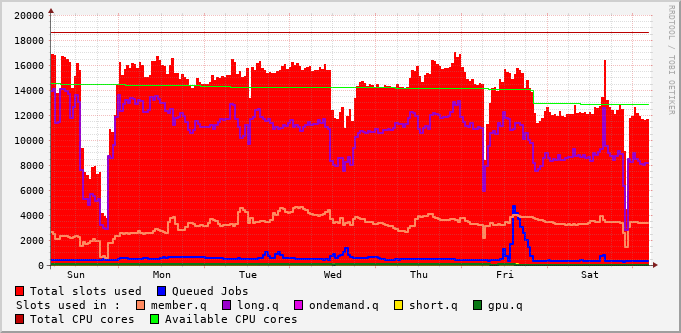 20000
18000
16000
14000
12000
10000
8000
6000
4000
2000
0
Sun Mon Tue Wed Thu Fri Sat
RRDTOOL / TOBI OETIKER
Total slots used Queued Jobs
Slots used in : member.q long.q ondemand.q short.q gpu.q
Total CPU cores Available CPU cores